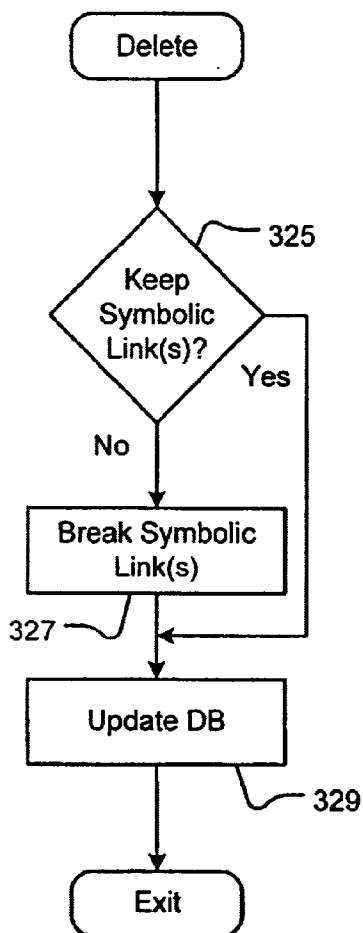 Delete
325
Keep
Symbolic
Link(s)?
Yes
No
Break Symbolic
Link(s)
327
Update DB
329
Exit